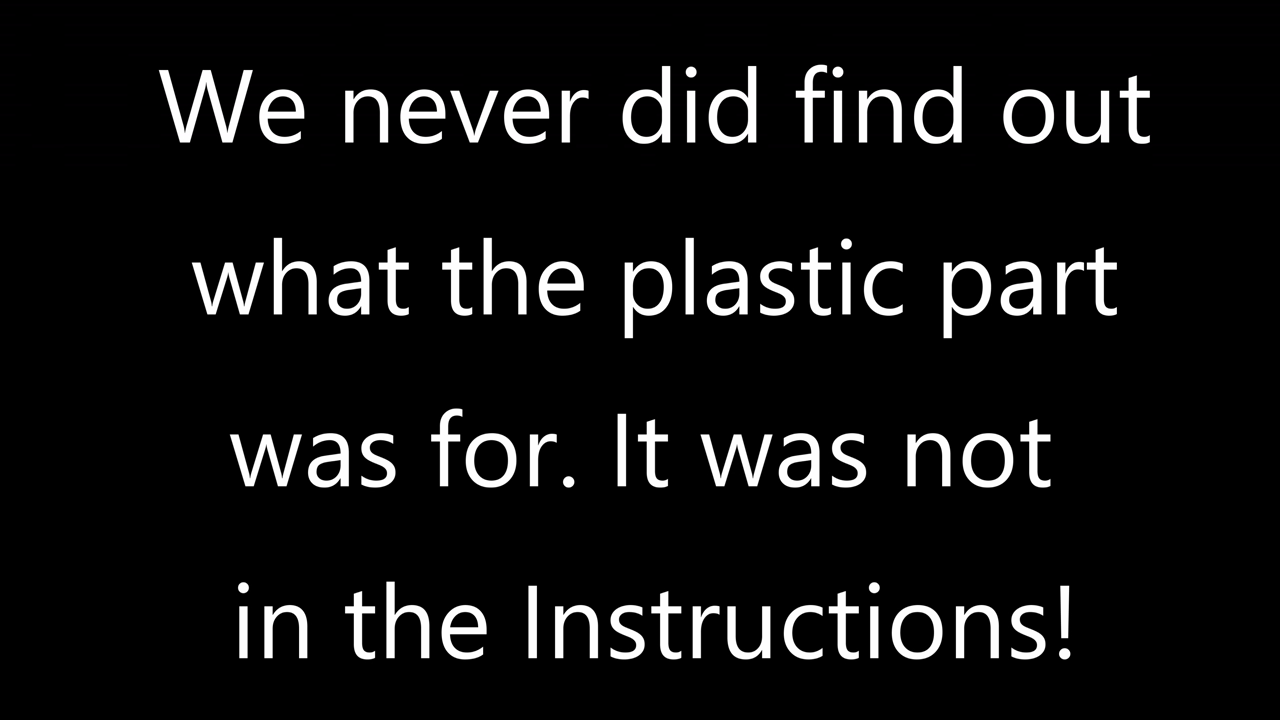 We never did find out
what the plastic part
was for. It was not
in the Instructions!